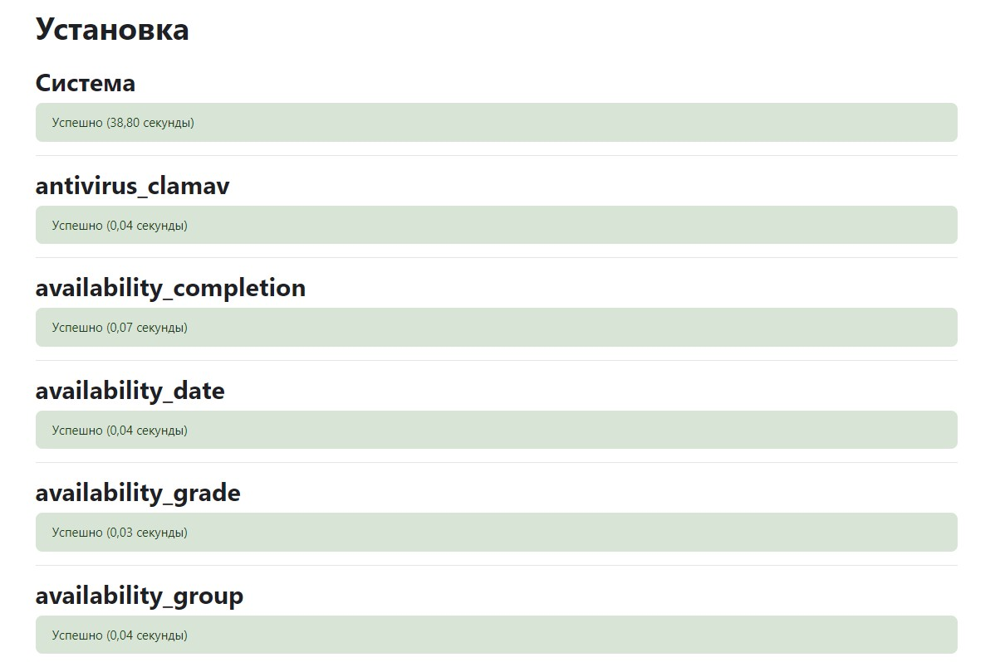 Установка
Система
Успешно (38,80 секунды)
antivirus_clamav
Успешно (0,04 секунды)
availability_completion
Успешно (0,07 секунды)
availability_date
Успешно (0,04 секунды)
availability_grade
Успешно (0,03 секунды)
availability_group
Успешно (0,04 секунды)